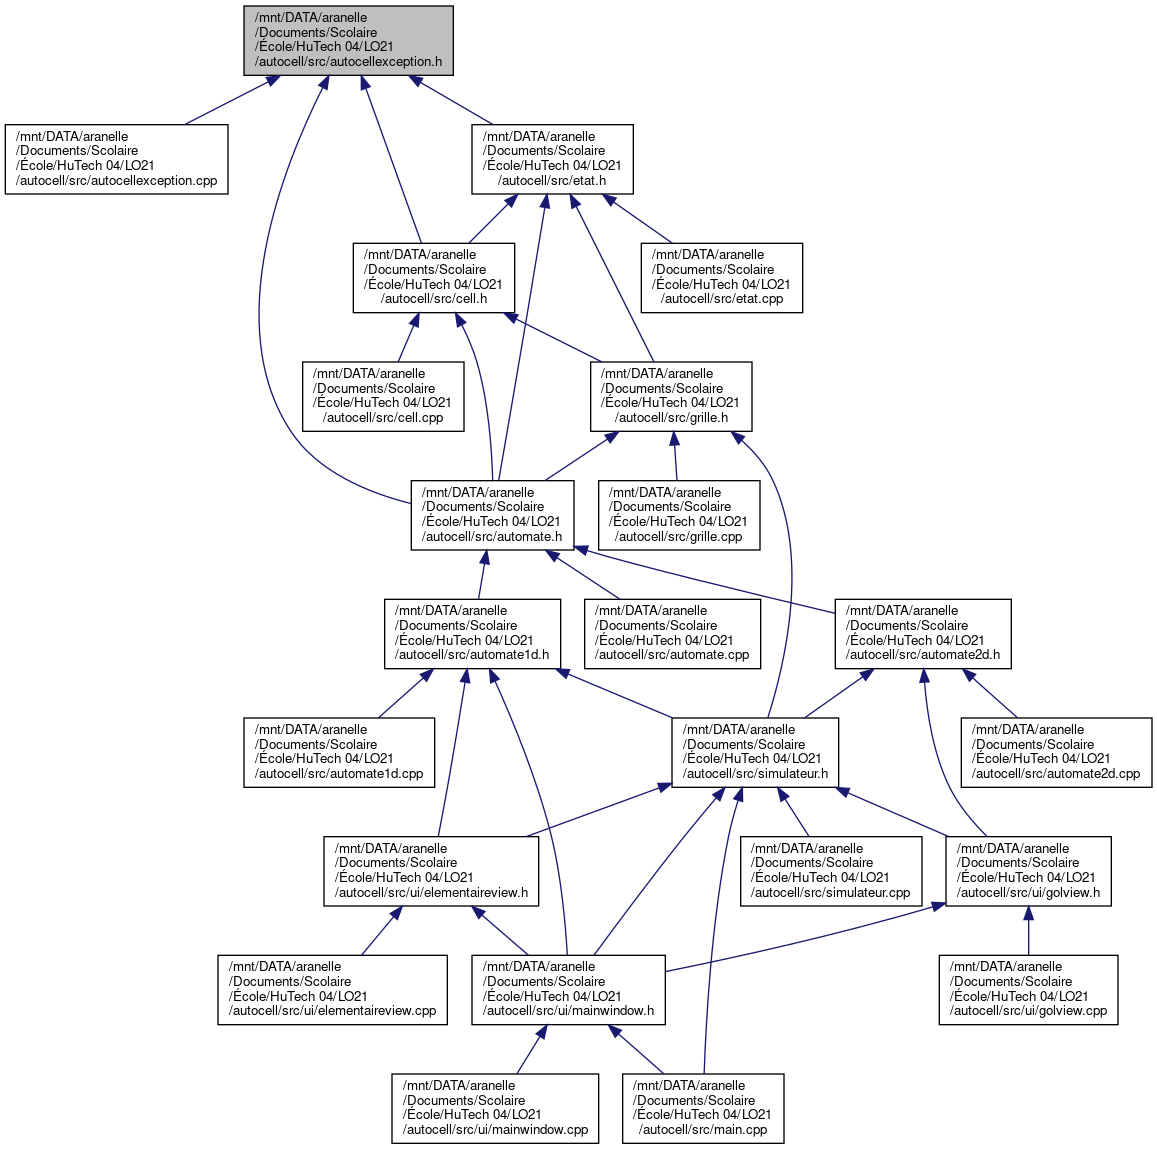 /mnt/DATA/aranelle
/Documents/Scolaire
/École/HuTech 04/LO21
/autocell/src/autocellexception.h
/mnt/DATA/aranelle
/Documents/Scolaire
/École/HuTech 04/LO21
/autocell/src/autocellexception.cpp
/mnt/DATA/aranelle
/Documents/Scolaire
/École/HuTech 04/LO21
/autocell/src/etat.h
/mnt/DATA/aranelle
/Documents/Scolaire
/École/HuTech 04/LO21
/autocell/src/cell.h
/mnt/DATA/aranelle
/Documents/Scolaire
/École/HuTech 04/LO21
/autocell/src/etat.cpp
/mnt/DATA/aranelle
/Documents/Scolaire
/École/HuTech 04/LO21
/autocell/src/cell.cpp
/mnt/DATA/aranelle
/Documents/Scolaire
/École/HuTech 04/LO21
/autocell/src/grille.h
/mnt/DATA/aranelle
/Documents/Scolaire
/École/HuTech 04/LO21
/autocell/src/automate.h
/mnt/DATA/aranelle
/Documents/Scolaire
/École/HuTech 04/LO21
/autocell/src/grille.cpp
/mnt/DATA/aranelle
/Documents/Scolaire
/École/HuTech 04/LO21
/autocell/src/automate1d.h
/mnt/DATA/aranelle
/Documents/Scolaire
/École/HuTech 04/LO21
/autocell/src/automate.cpp
/mnt/DATA/aranelle
/Documents/Scolaire
/École/HuTech 04/LO21
/autocell/src/automate2d.h
/mnt/DATA/aranelle
/Documents/Scolaire
/École/HuTech 04/LO21
/autocell/src/automate1d.cpp
/mnt/DATA/aranelle
/Documents/Scolaire
/École/HuTech 04/LO21
/autocell/src/simulateur.h
/mnt/DATA/aranelle
/Documents/Scolaire
/École/HuTech 04/LO21
/autocell/src/automate2d.cpp
/mnt/DATA/aranelle
/Documents/Scolaire
/École/HuTech 04/LO21
/autocell/src/ui/elementaireview.h
/mnt/DATA/aranelle
/Documents/Scolaire
/École/HuTech 04/LO21
/autocell/src/simulateur.cpp
/mnt/DATA/aranelle
/Documents/Scolaire
/École/HuTech 04/LO21
/autocell/src/ui/golview.h
/mnt/DATA/aranelle
/Documents/Scolaire
/École/HuTech 04/LO21
/autocell/src/ui/elementaireview.cpp
/mnt/DATA/aranelle
/Documents/Scolaire
/École/HuTech 04/LO21
/autocell/src/ui/mainwindow.h
/mnt/DATA/aranelle
/Documents/Scolaire
/École/HuTech 04/LO21
/autocell/src/ui/golview.cpp
/mnt/DATA/aranelle
/Documents/Scolaire
/École/HuTech 04/LO21
/autocell/src/ui/mainwindow.cpp
/mnt/DATA/aranelle
/Documents/Scolaire
/École/HuTech 04/LO21
/autocell/src/main.cpp